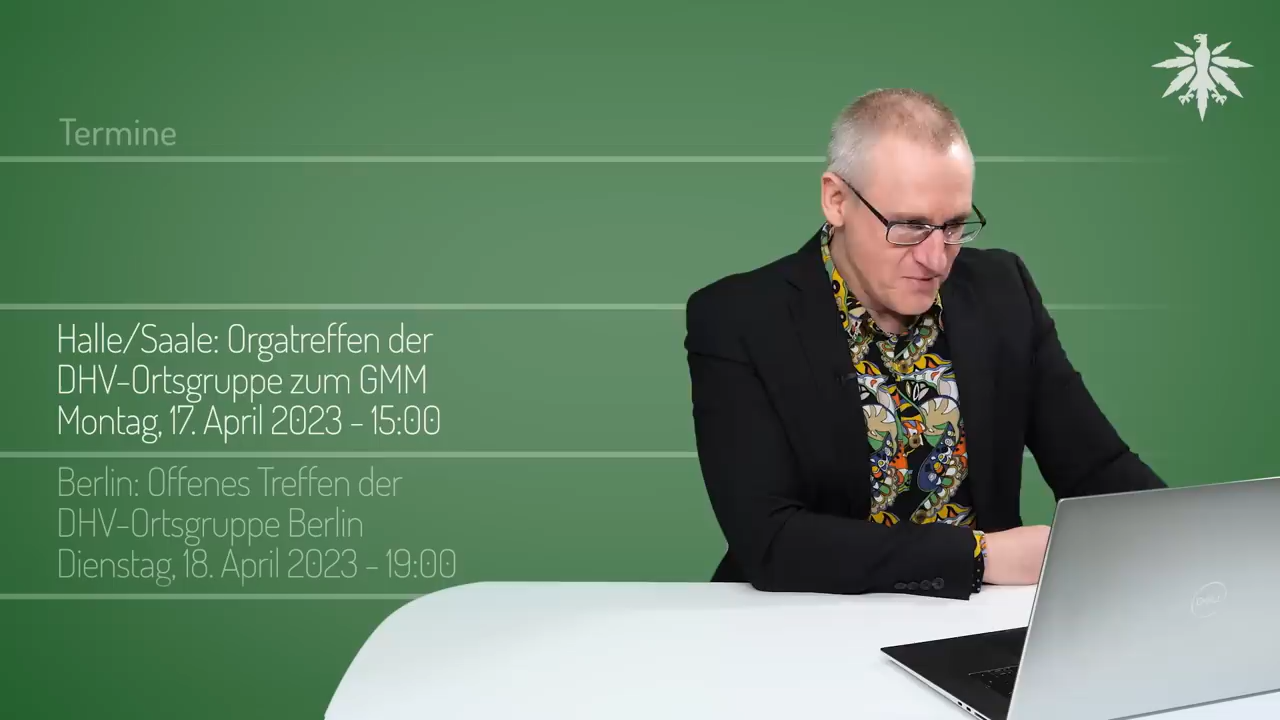 Termine
Halle/Saale: Orgatreffen der
DHV-Ortsgruppe zum GMM
Montag, 17. April 2023 - 15:00
Berlin: Offenes Treffen der
DHV-Ortsgruppe Berlin
Dienstag, 18. April 2023 - 19:00
DELL